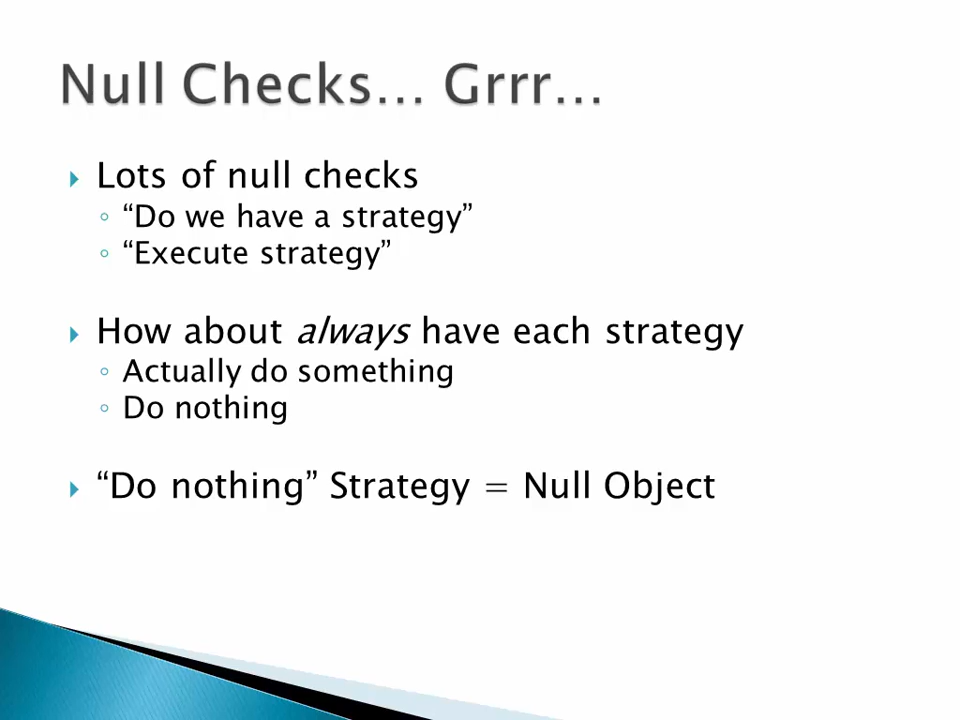 Null Checks... Grrr...
Lots of null checks
“Do we have a strategy”
“Execute strategy”
How about always have each strategy
Actually do something
Do nothing
“Do nothing” Strategy = Null Object